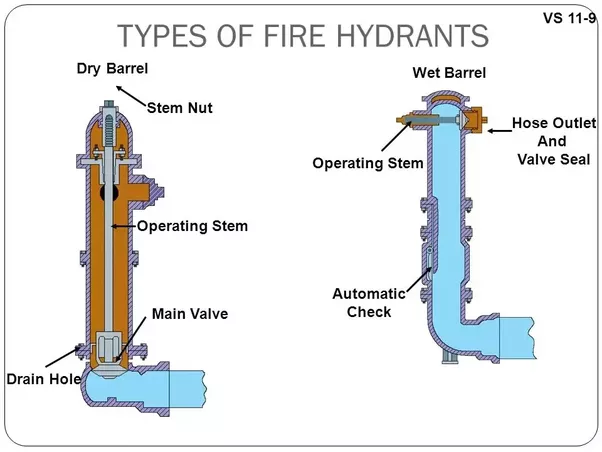 VS 11-9
TYPES OF FIRE HYDRANTS
Dry Barrel
Stem Nut
Operating Stem
Main Valve
Drain Hole
Wet Barrel
Hose Outlet
And
Valve Seal
Operating Stem
Automatic
Check